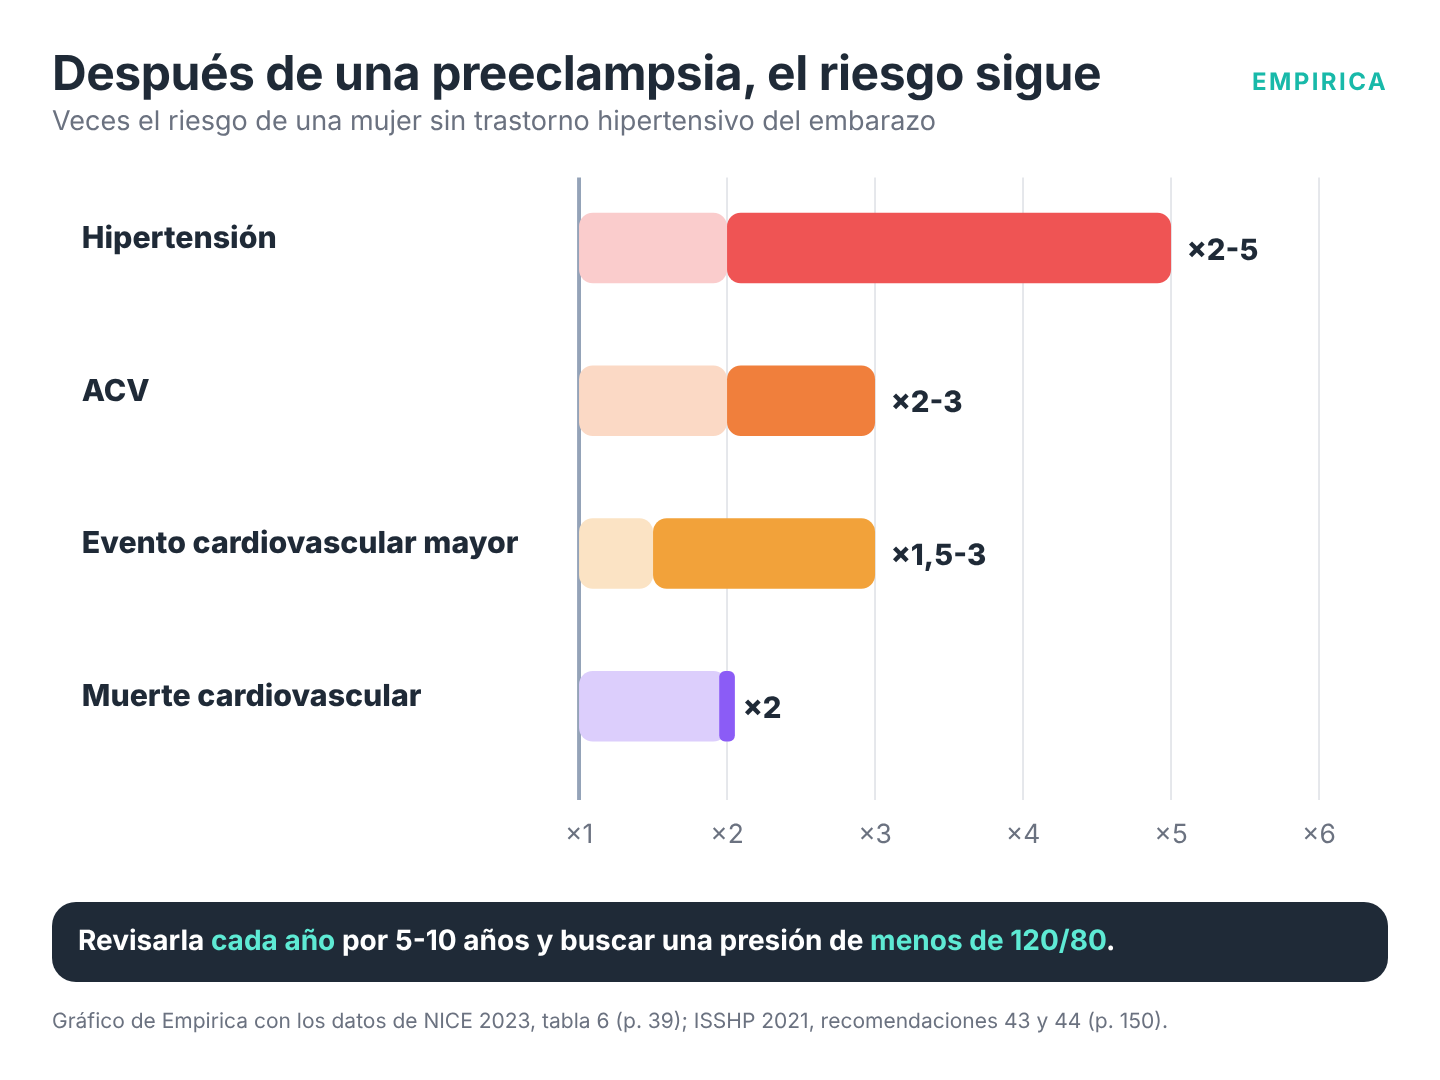 Después de una preeclampsia, el riesgo sigue
EMPIRICA
Veces el riesgo de una mujer sin trastorno hipertensivo del embarazo
Hipertensión
×2-5
ACV
×2-3
Evento cardiovascular mayor
×1,5-3
Muerte cardiovascular
×2
×1 ×2 ×3 ×4 ×5 ×6
Revisarla cada año por 5-10 años y buscar una presión de menos de 120/80.
Gráfico de Empirica con los datos de NICE 2023, tabla 6 (p. 39); ISSHP 2021, recomendaciones 43 y 44 (p. 150).